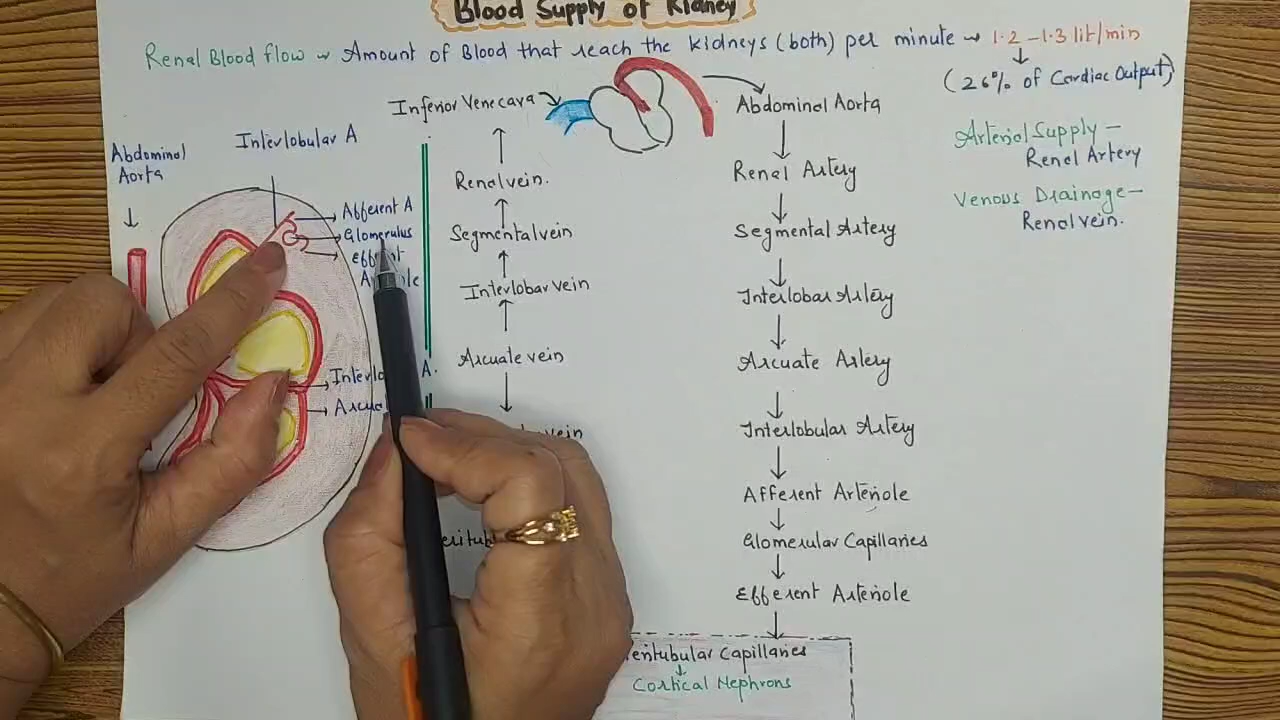 Blood Supply of Kidney
Renal Blood flow → Amount of Blood that reach the kidneys (both) per minute → 1.2 – 1.3 lit/min
(26% of Cardiac Output)
Inferior Venecava
Abdominal Aorta
Arterial Supply –
Renal Artery
Venous Drainage –
Renal vein.
Interlobular A
Abdominal
Aorta
Afferent A
Glomerulus
Interlobar vein
Segmental vein
Renal vein.
Arcuate vein
vein
A.
Renal Artery
Segmental Artery
Interlobar Artery
Arcuate Artery
Interlobular Artery
Afferent Arteriole
Glomerular Capillaries
Efferent Arteriole
Capillaries
Cortical Nephrons